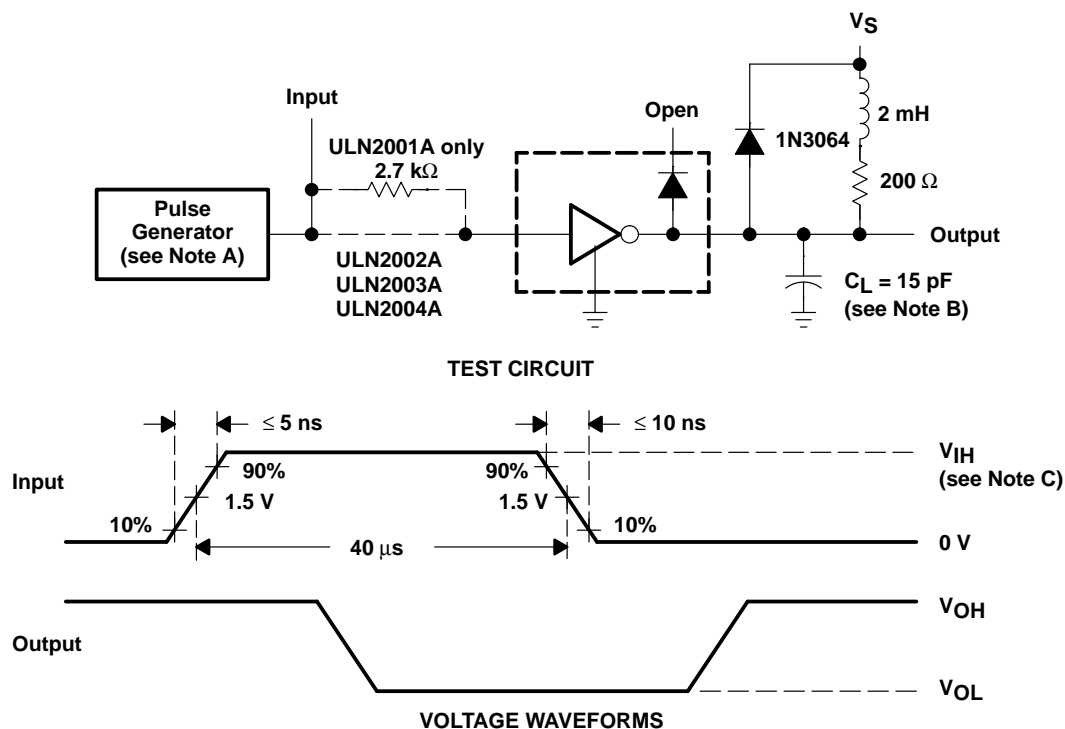 VS
Input
Open
2 mH
ULN2001A only
1N3064
2.7 kΩ
200 Ω
Pulse
Generator
(see Note A)
Output
ULN2002A
ULN2003A
ULN2004A
CL = 15 pF
(see Note B)
TEST CIRCUIT
≤ 5 ns
≤ 10 ns
VIH
(see Note C)
90%
90%
Input
1.5 V
1.5 V
10%
10%
40 μs
0 V
VOH
Output
VOL
VOLTAGE WAVEFORMS